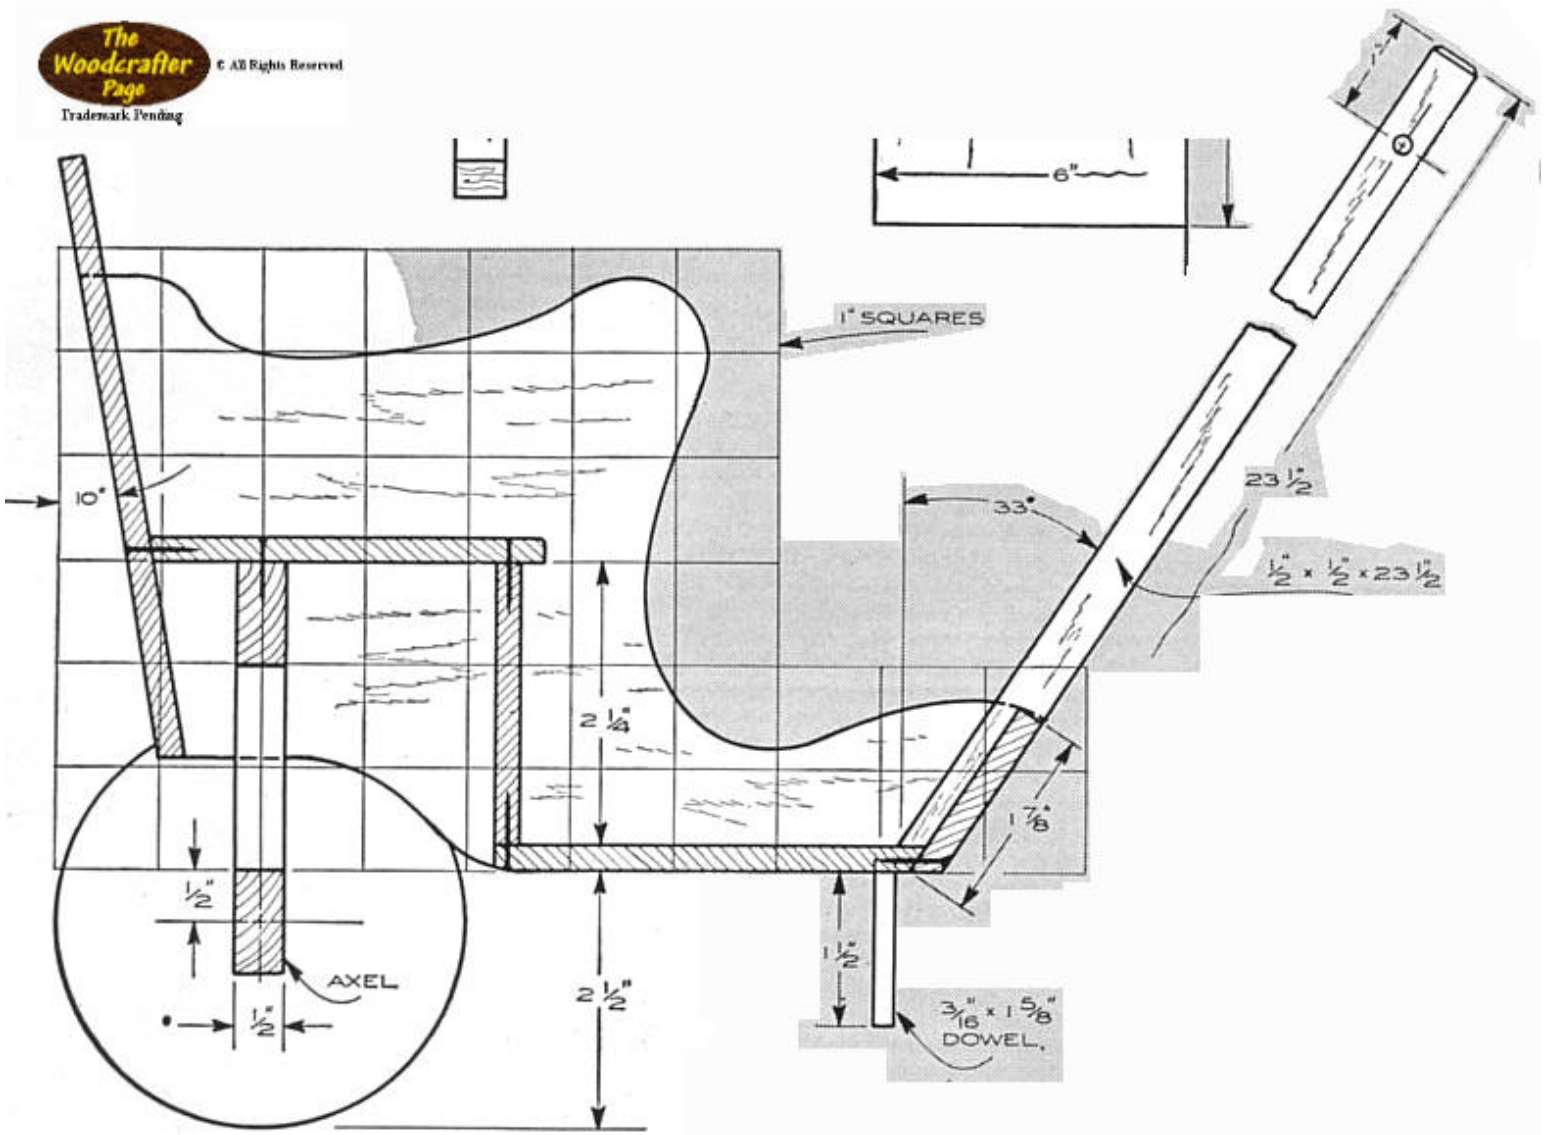 The
Woodcrafter
Page
© All Rights Reserved
Trademark Pending
1"
6"
1" SQUARES
10°
33°
23 1/2"
1/2" x 1/2" x 23 1/2
2 1/4"
1 7/8"
1/2"
1 1/2"
AXEL
2 1/2"
1/2"
3/16" x 1 5/8"
DOWEL.